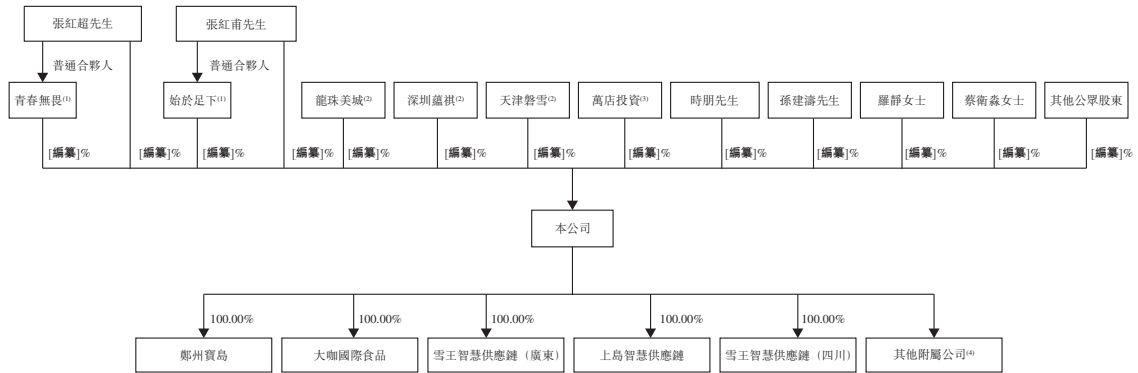 張紅超先生
張紅甫先生
普通合夥人
普通合夥人
青春無畏(1)
始於足下(1)
龍珠美城(2)
深圳蘊祺(2)
天津磐雪(2)
萬店投資(3)
時朋先生
孫建濤先生
羅靜女士
蔡衛淼女士
其他公眾股東
[編纂]%
[編纂]%
[編纂]%
[編纂]%
[編纂]%
[編纂]%
[編纂]%
[編纂]%
[編纂]%
[編纂]%
[編纂]%
[編纂]%
[編纂]%
本公司
100.00%
100.00%
100.00%
100.00%
100.00%
鄭州寶島
大咖國際食品
雪王智慧供應鏈（廣東）
上島智慧供應鏈
雪王智慧供應鏈（四川）
其他附屬公司(4)